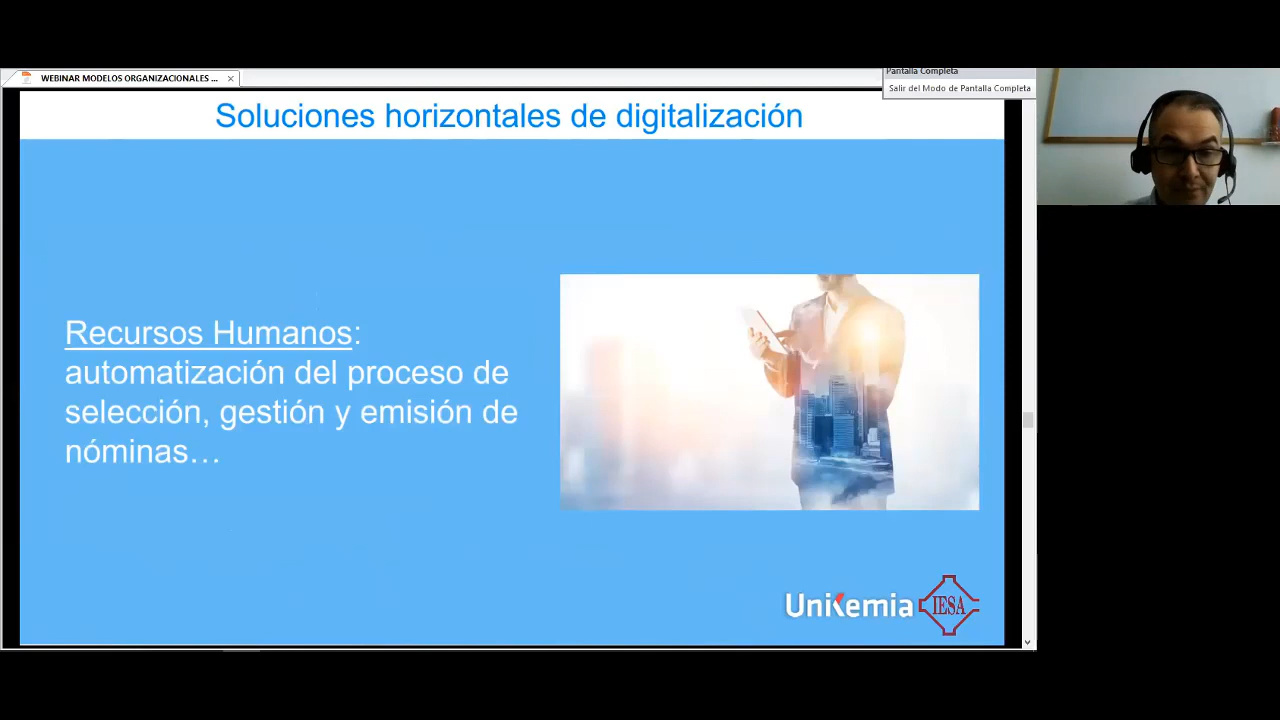 Pantalla Completa
WEBINAR MODELOS ORGANIZACIONALES ...
Salir del Modo de Pantalla Completa
Soluciones horizontales de digitalización
Recursos Humanos:
automatización del proceso de
selección, gestión y emisión de
nóminas…
Unikemia
IESA